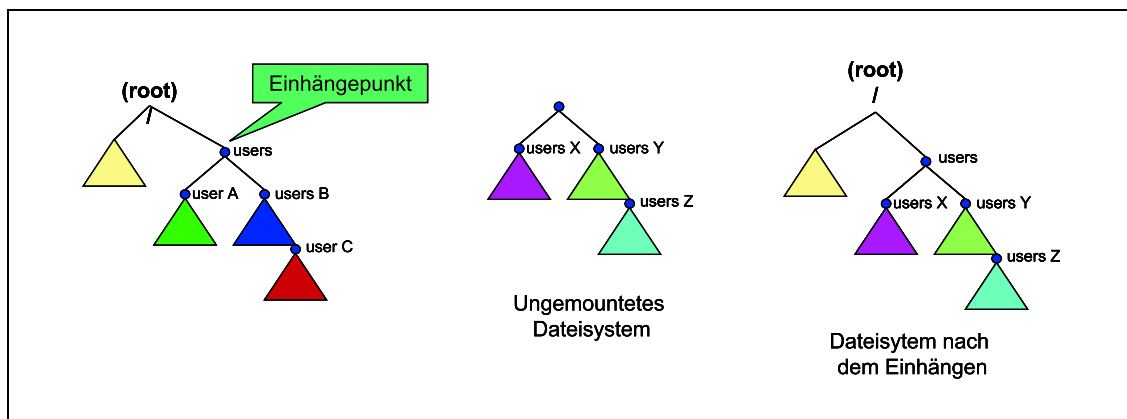 (root)
/
Einhängepunkt
users
user A
users B
user C
users X
users Y
users Z
Ungemountetes
Dateisystem
(root)
/
users
users X
users Y
users Z
Dateisytem nach
dem Einhängen